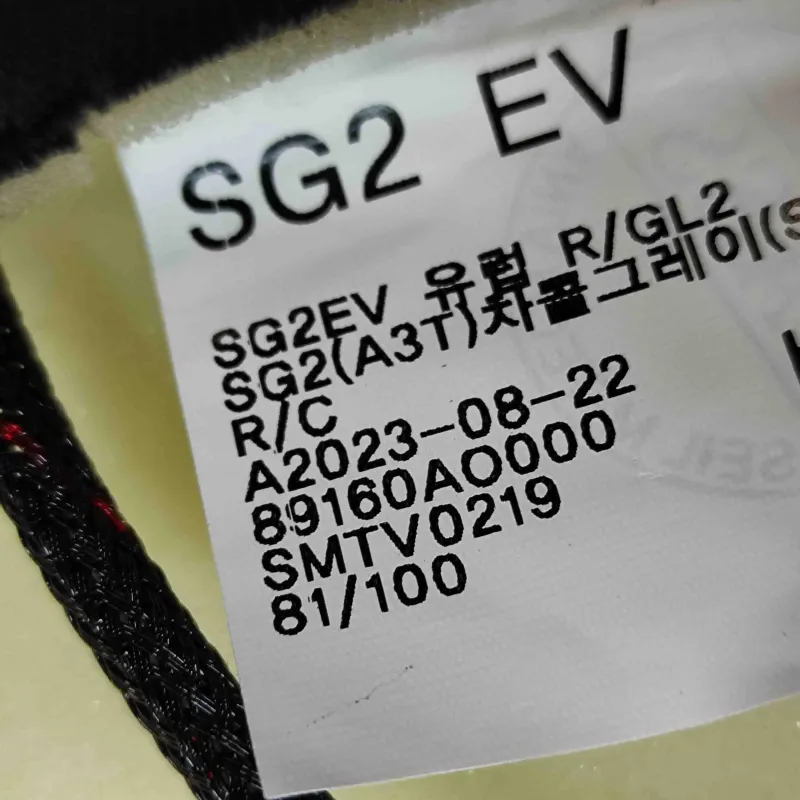 SG2 EV
SG2EV 유럽 R/GL2
SG2(A3T)차콜그레이(S
R/C
A2023-08-22
89160AO000
SMTV0219
81/100